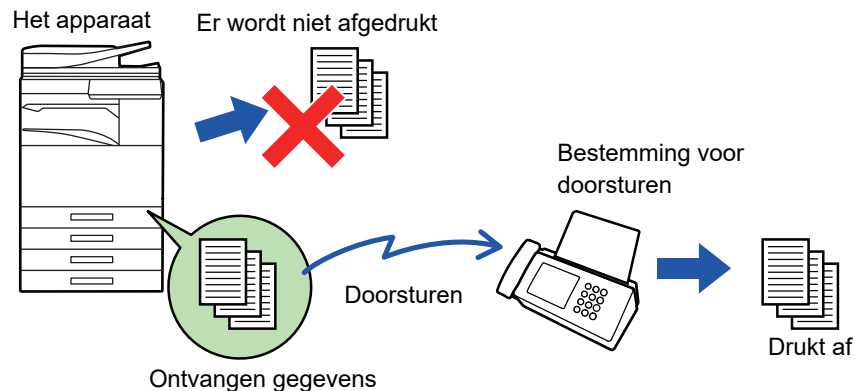 Het apparaat
Er wordt niet afgedrukt
Bestemming voor
doorsturen
Doorsturen
Drukt af
Ontvangen gegevens